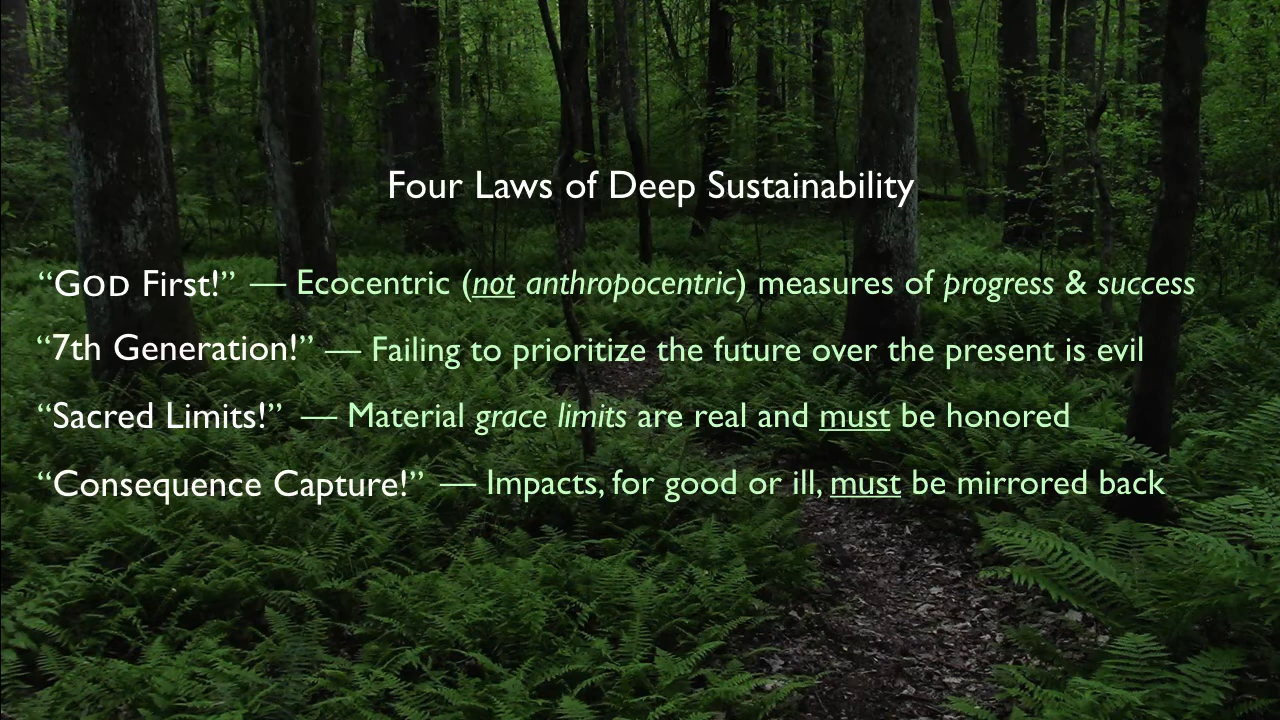 Four Laws of Deep Sustainability
“GOD First!” — Ecocentric (not anthropocentric) measures of progress & success
“7th Generation!” — Failing to prioritize the future over the present is evil
“Sacred Limits!” — Material grace limits are real and must be honored
“Consequence Capture!” — Impacts, for good or ill, must be mirrored back